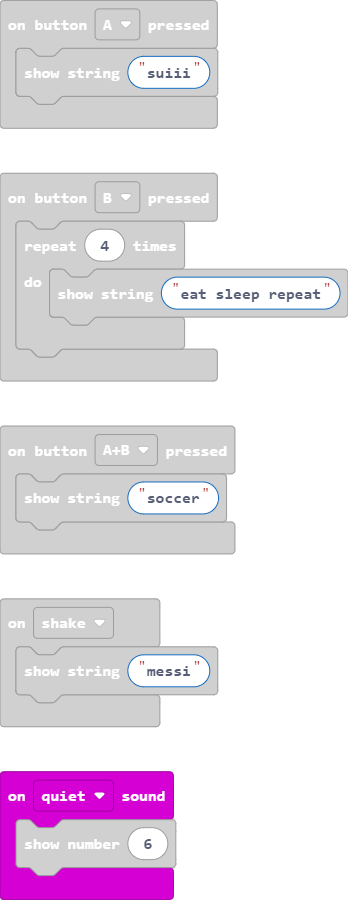 on button A pressed
show string "suiii"
on button B pressed
repeat 4 times
do
show string "eat sleep repeat"
on button A+B pressed
show string "soccer"
on shake
show string "messi"
on quiet sound
show number 6